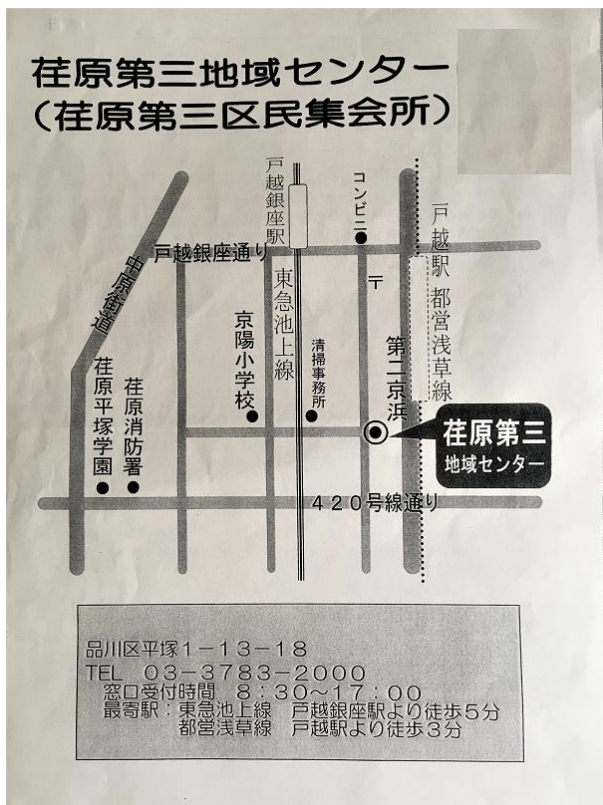 荏原第三地域センター
（荏原第三区民集会所）
戸越銀座駅
コンビニ
戸越駅 都営浅草線
戸越銀座通り
中原街道
東急池上線
〒
京陽小学校
清掃事務所
第二京浜
荏原平塚学園
荏原消防署
荏原第三
地域センター
４２０号線通り
品川区平塚１－１３－１８
TEL ０３－３７８３－２０００
窓口受付時間 ８：３０～１７：００
最寄駅：東急池上線 戸越銀座駅より徒歩５分
都営浅草線 戸越駅より徒歩３分